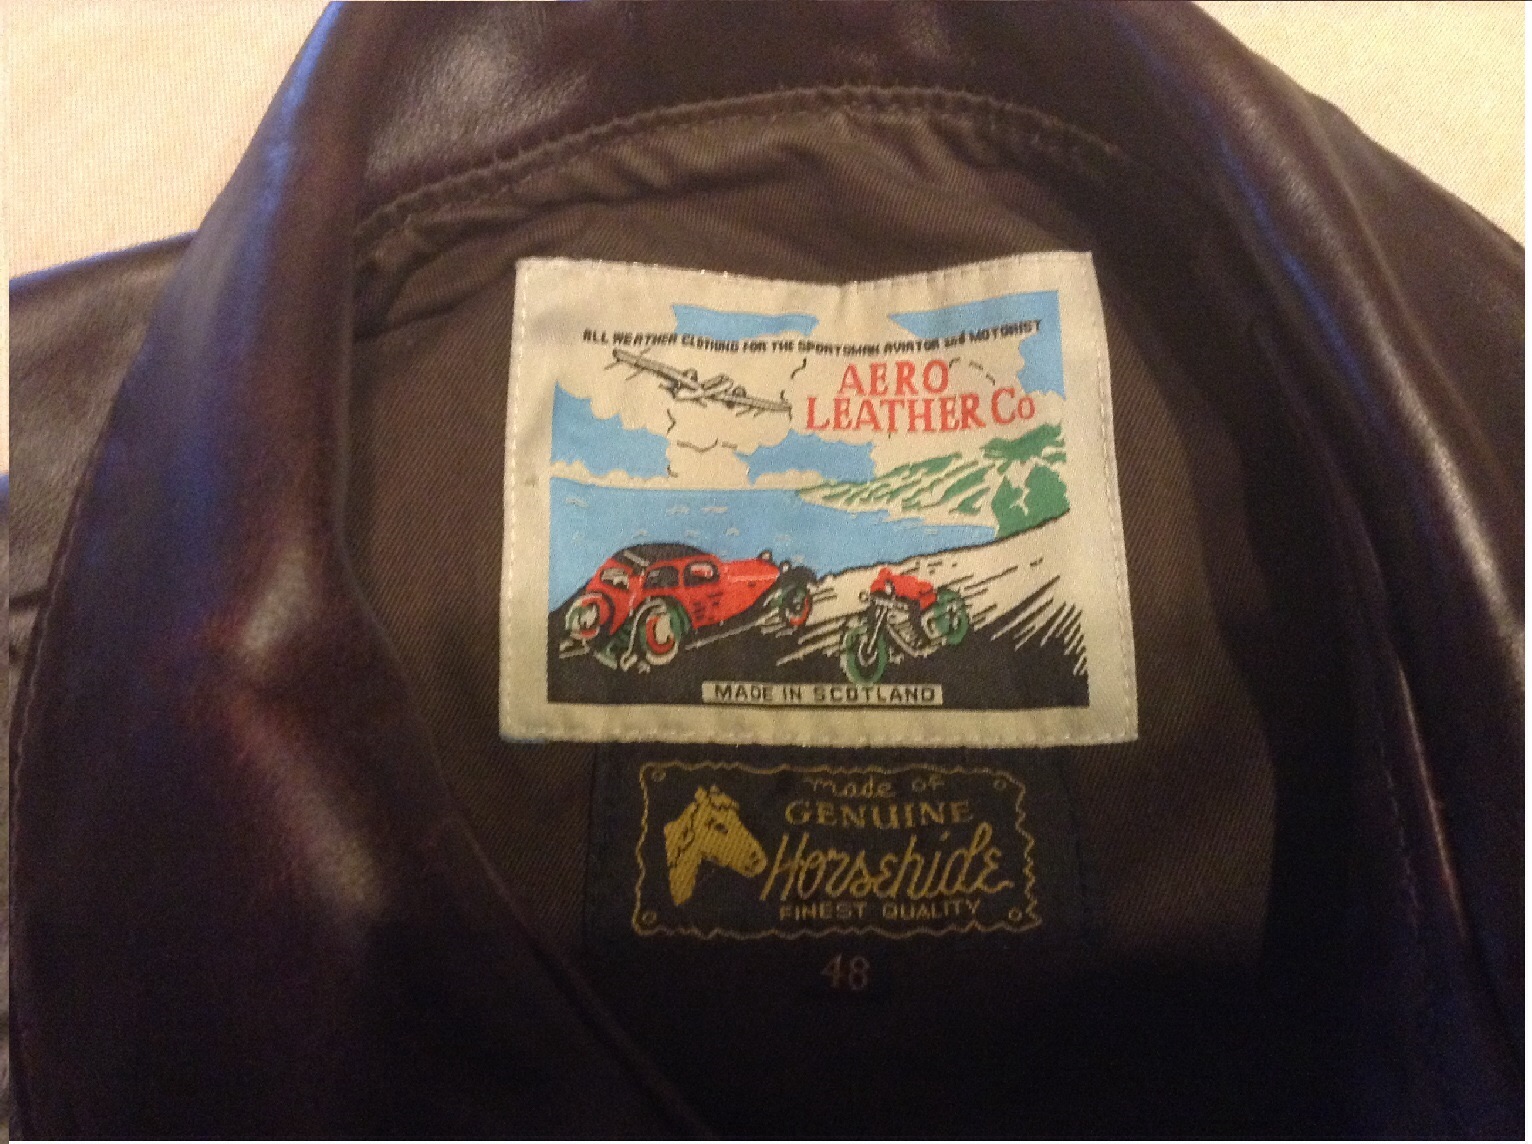 ALL WEATHER CLOTHING FOR THE SPORTSMAN AVIATOR and MOTORIST
AERO
LEATHER Co
MADE IN SCOTLAND
made of
GENUINE
Horsehide
FINEST QUALITY
48